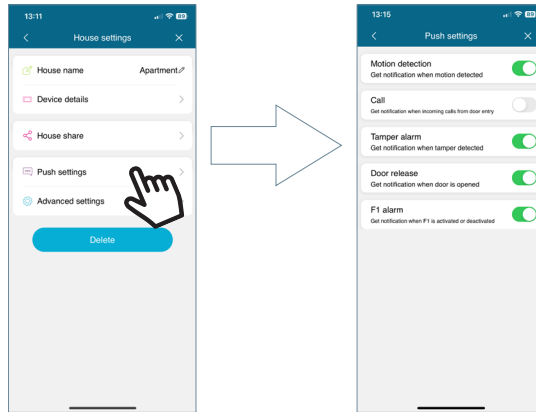 13:11
89
House settings
House name
Apartment
Device details
House share
Push settings
Advanced settings
Delete
13:15
89
Push settings
Motion detection
Get notification when motion detected
Call
Get notification when incoming calls from door entry
Tamper alarm
Get notification when tamper detected
Door release
Get notification when door is opened
F1 alarm
Get notification when F1 is activated or deactivated